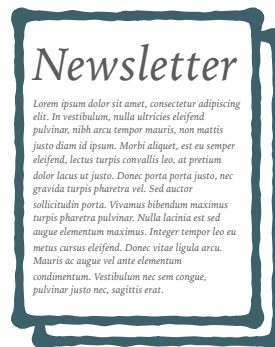 Newsletter
Lorem ipsum dolor sit amet, consectetur adipiscing
elit. In vestibulum, nulla ultricies eleifend
pulvinar, nibh arcu tempor mauris, non mattis
justo diam id ipsum. Morbi aliquet, est eu semper
eleifend, lectus turpis convallis leo, at pretium
dolor lacus ut justo. Donec porta porta justo, nec
gravida turpis pharetra vel. Sed auctor
sollicitudin porta. Vivamus bibendum maximus
turpis pharetra pulvinar. Nulla lacinia est sed
augue elementum maximus. Integer tempor leo eu
metus cursus eleifend. Donec vitae ligula arcu.
Mauris ac augue vel ante elementum
condimentum. Vestibulum nec sem congue,
pulvinar justo nec, sagittis erat.